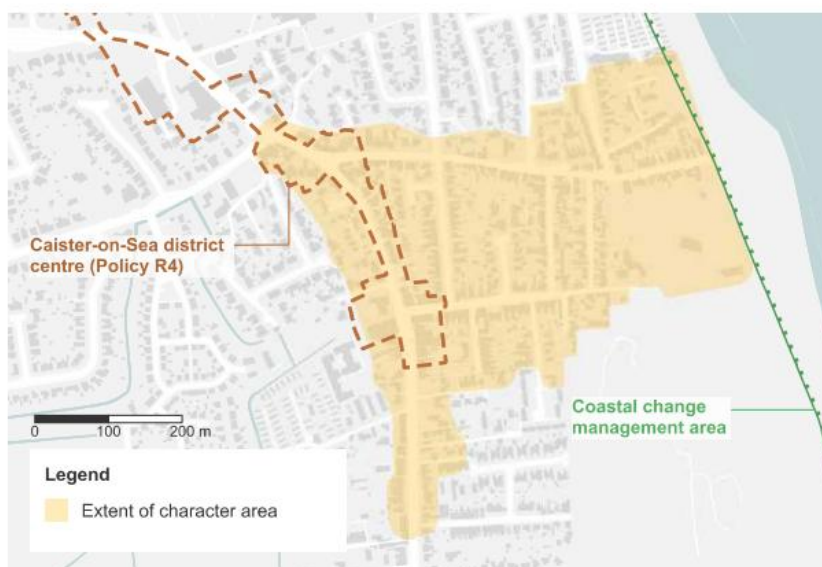 Caister-on-Sea district
centre (Policy R4)
Coastal change
management area
0 100 200 m
Legend
Extent of character area